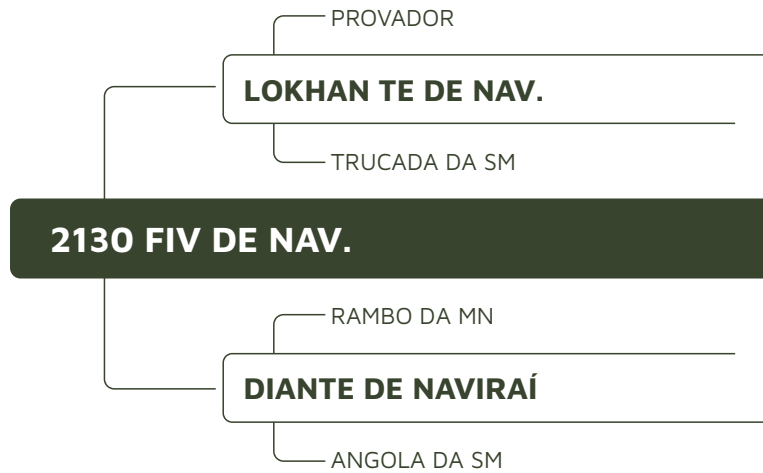 PROVADOR
LOKHAN TE DE NAV.
TRUCADA DA SM
2130 FIV DE NAV.
RAMBO DA MN
DIANTE DE NAVIRAÍ
ANGOLA DA SM